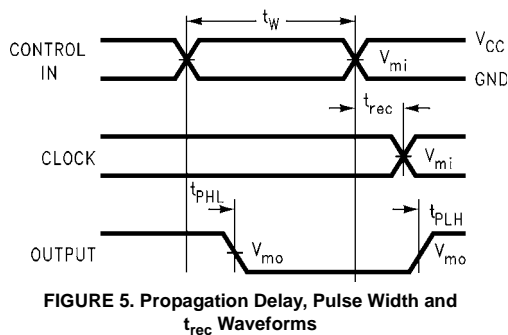 t_W
CONTROL IN
V_CC
V_mi
GND
t_rec
CLOCK
V_mi
t_PHL
t_PLH
OUTPUT
V_mo
V_mo
FIGURE 5. Propagation Delay, Pulse Width and
t_rec Waveforms